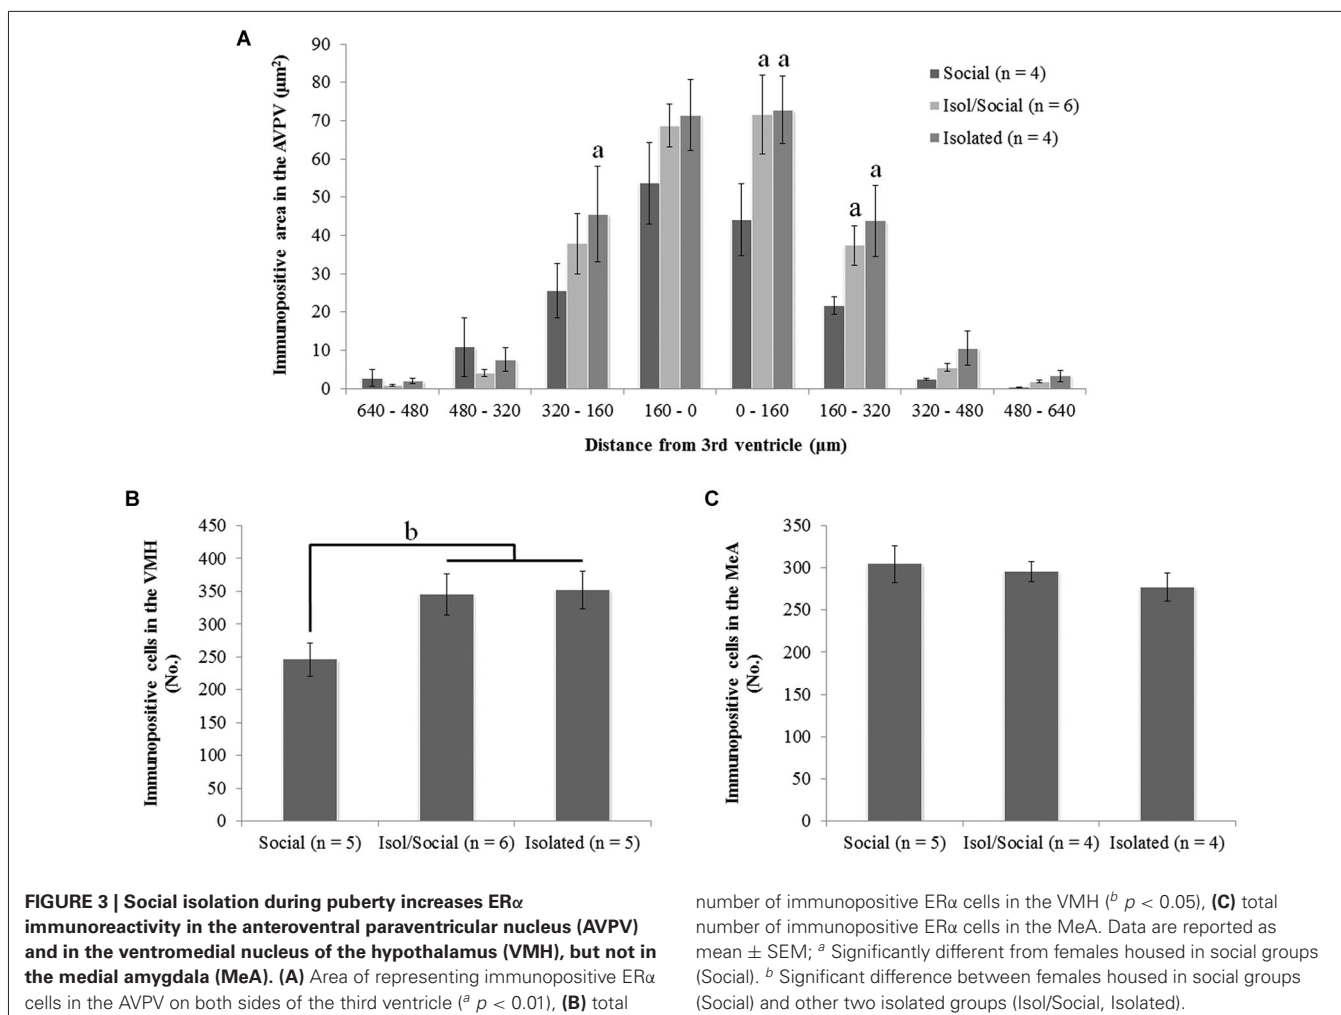 A
Immunopositive area in the AVPV (µm²)
90
80
70
60
50
40
30
20
10
0
a
a a
a
a
Social (n = 4)
Isol/Social (n = 6)
Isolated (n = 4)
640 - 480 480 - 320 320 - 160 160 - 0 0 - 160 160 - 320 320 - 480 480 - 640
Distance from 3rd ventricle (µm)
B
Immunopositive cells in the VMH
(No.)
450
400
350
300
250
200
150
100
50
0
b
Social (n = 5) Isol/Social (n = 6) Isolated (n = 5)
C
Immunopositive cells in the MeA
(No.)
350
300
250
200
150
100
50
0
Social (n = 5) Isol/Social (n = 4) Isolated (n = 4)
FIGURE 3 | Social isolation during puberty increases ERα
immunoreactivity in the anteroventral paraventricular nucleus (AVPV)
and in the ventromedial nucleus of the hypothalamus (VMH), but not in
the medial amygdala (MeA). (A) Area of representing immunopositive ERα
cells in the AVPV on both sides of the third ventricle (ᵃ p < 0.01), (B) total
number of immunopositive ERα cells in the VMH (ᵇ p < 0.05), (C) total
number of immunopositive ERα cells in the MeA. Data are reported as
mean ± SEM; ᵃ Significantly different from females housed in social groups
(Social). ᵇ Significant difference between females housed in social groups
(Social) and other two isolated groups (Isol/Social, Isolated).